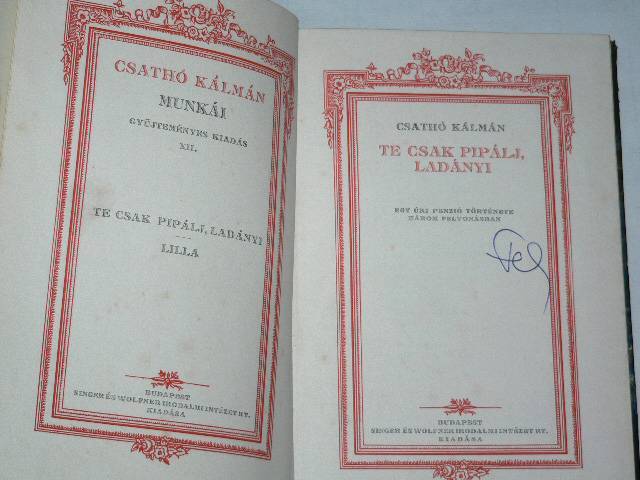 CSATHÓ KÁLMÁN
MUNKÁI
GYŰJTEMÉNYES KIADÁS
XII.
TE CSAK PIPÁLJ, LADÁNYI
LILLA
BUDAPEST
SINGER ÉS WOLFNER IRODALMI INTÉZET RT.
KIADÁSA
CSATHÓ KÁLMÁN
TE CSAK PIPÁLJ,
LADÁNYI
EGY ÚRI PENZIÓ TÖRTÉNETE
HÁROM FELVONÁSBAN
BUDAPEST
SINGER ÉS WOLFNER IRODALMI INTÉZET RT.
KIADÁSA